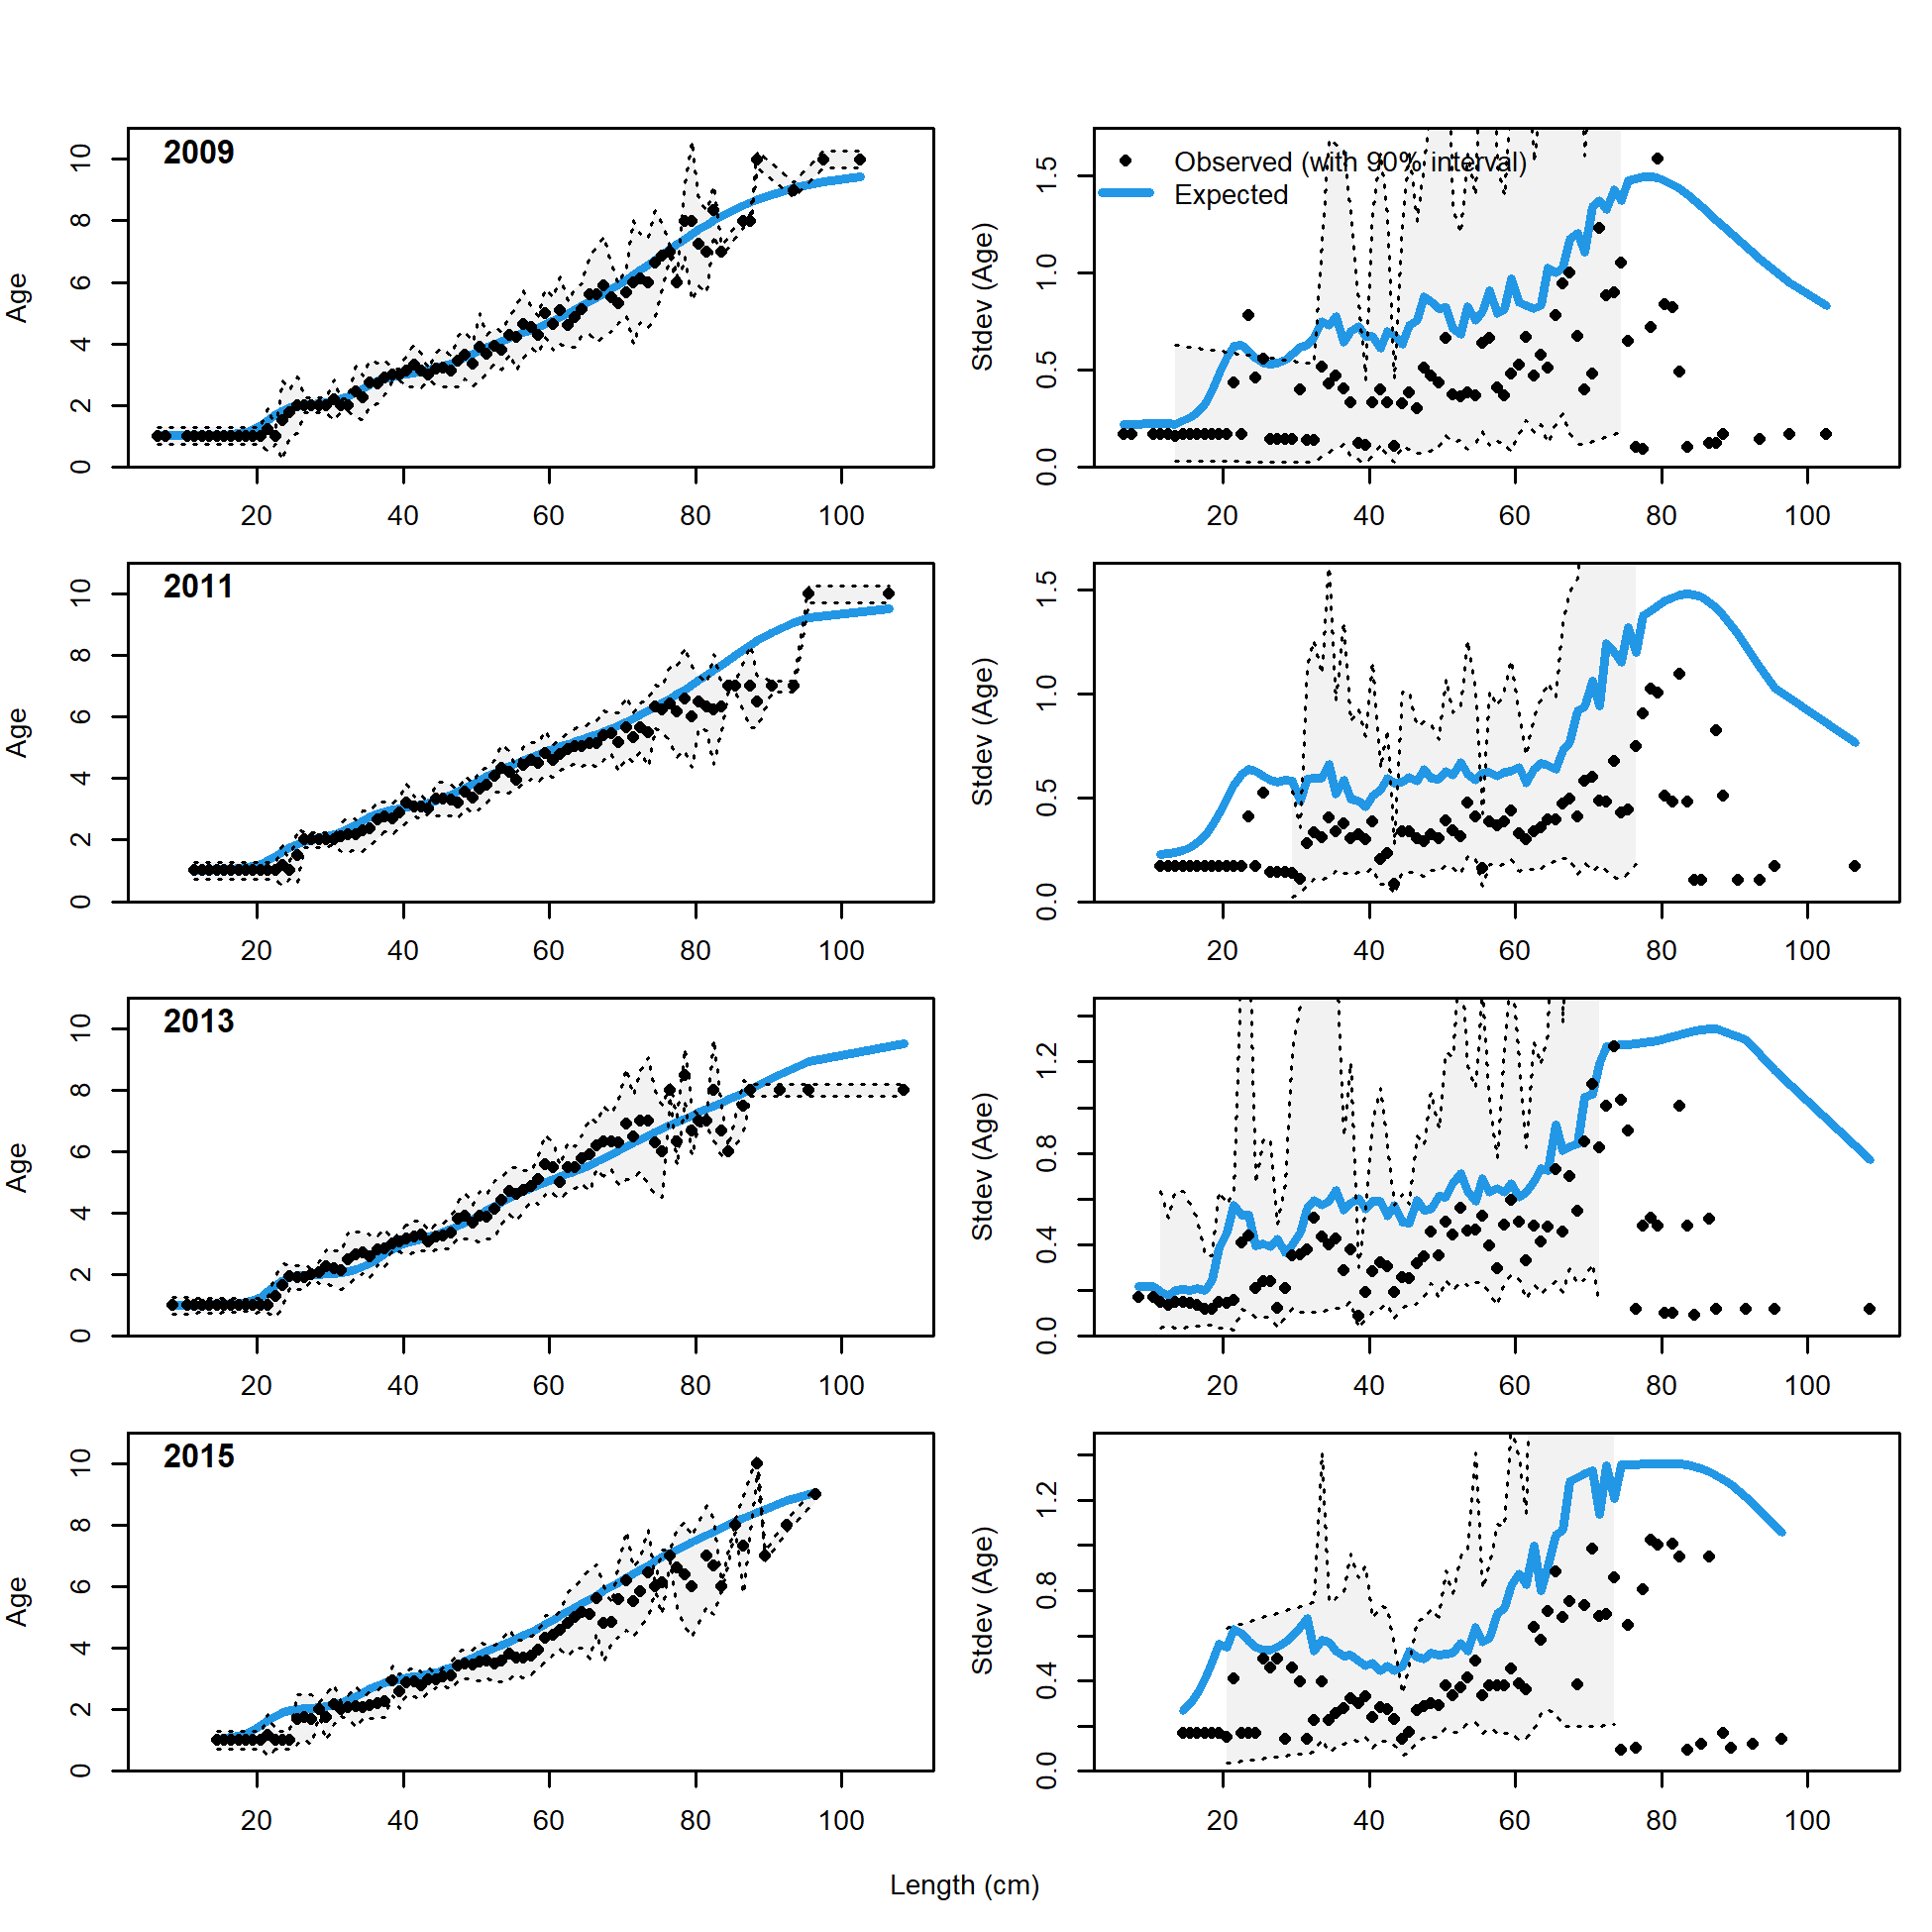 2009
Age
0 2 4 6 8 10
20 40 60 80 100
Observed (with 90% interval)
Expected
Stdev (Age)
0.0 0.5 1.0 1.5
20 40 60 80 100
2011
Age
0 2 4 6 8 10
20 40 60 80 100
Stdev (Age)
0.0 0.5 1.0 1.5
20 40 60 80 100
2013
Age
0 2 4 6 8 10
20 40 60 80 100
Stdev (Age)
0.0 0.4 0.8 1.2
20 40 60 80 100
2015
Age
0 2 4 6 8 10
20 40 60 80 100
Stdev (Age)
0.0 0.4 0.8 1.2
20 40 60 80 100
Length (cm)